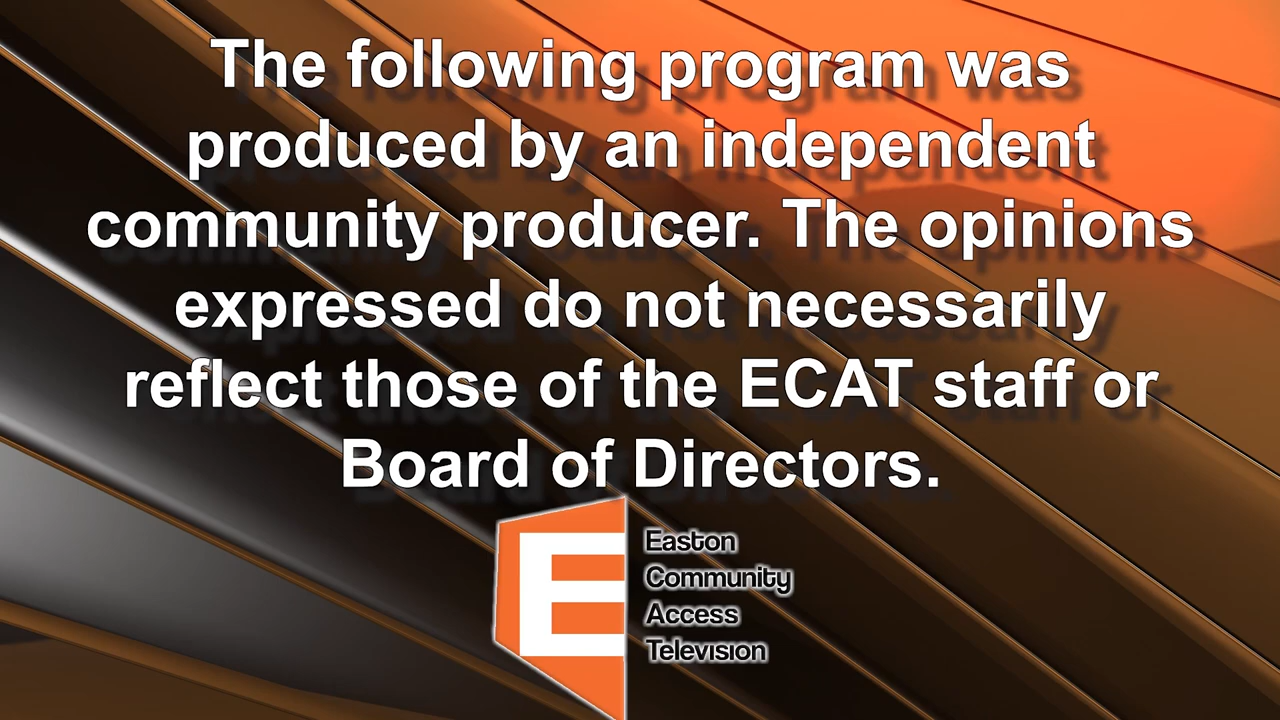 The following program was
produced by an independent
community producer. The opinions
expressed do not necessarily
reflect those of the ECAT staff or
Board of Directors.
E
Easton
Community
Access
Television